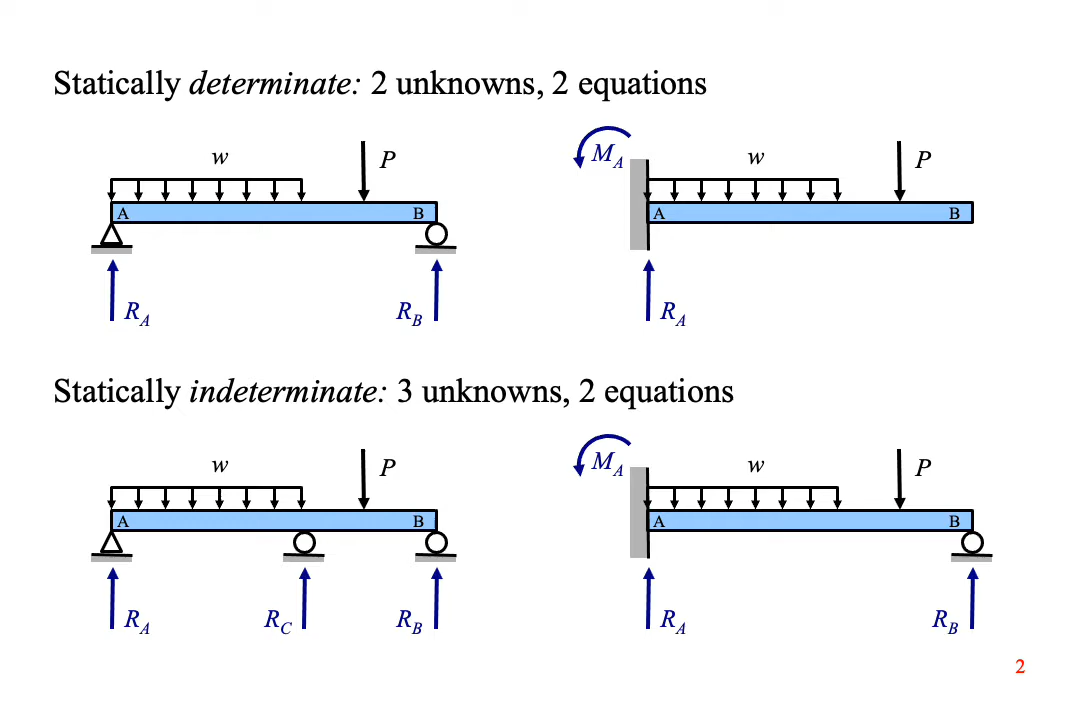 Statically determinate: 2 unknowns, 2 equations
w P M_A w P
A B A B
R_A R_B R_A
Statically indeterminate: 3 unknowns, 2 equations
w P M_A w P
A B A B
R_A R_C R_B R_A R_B
2